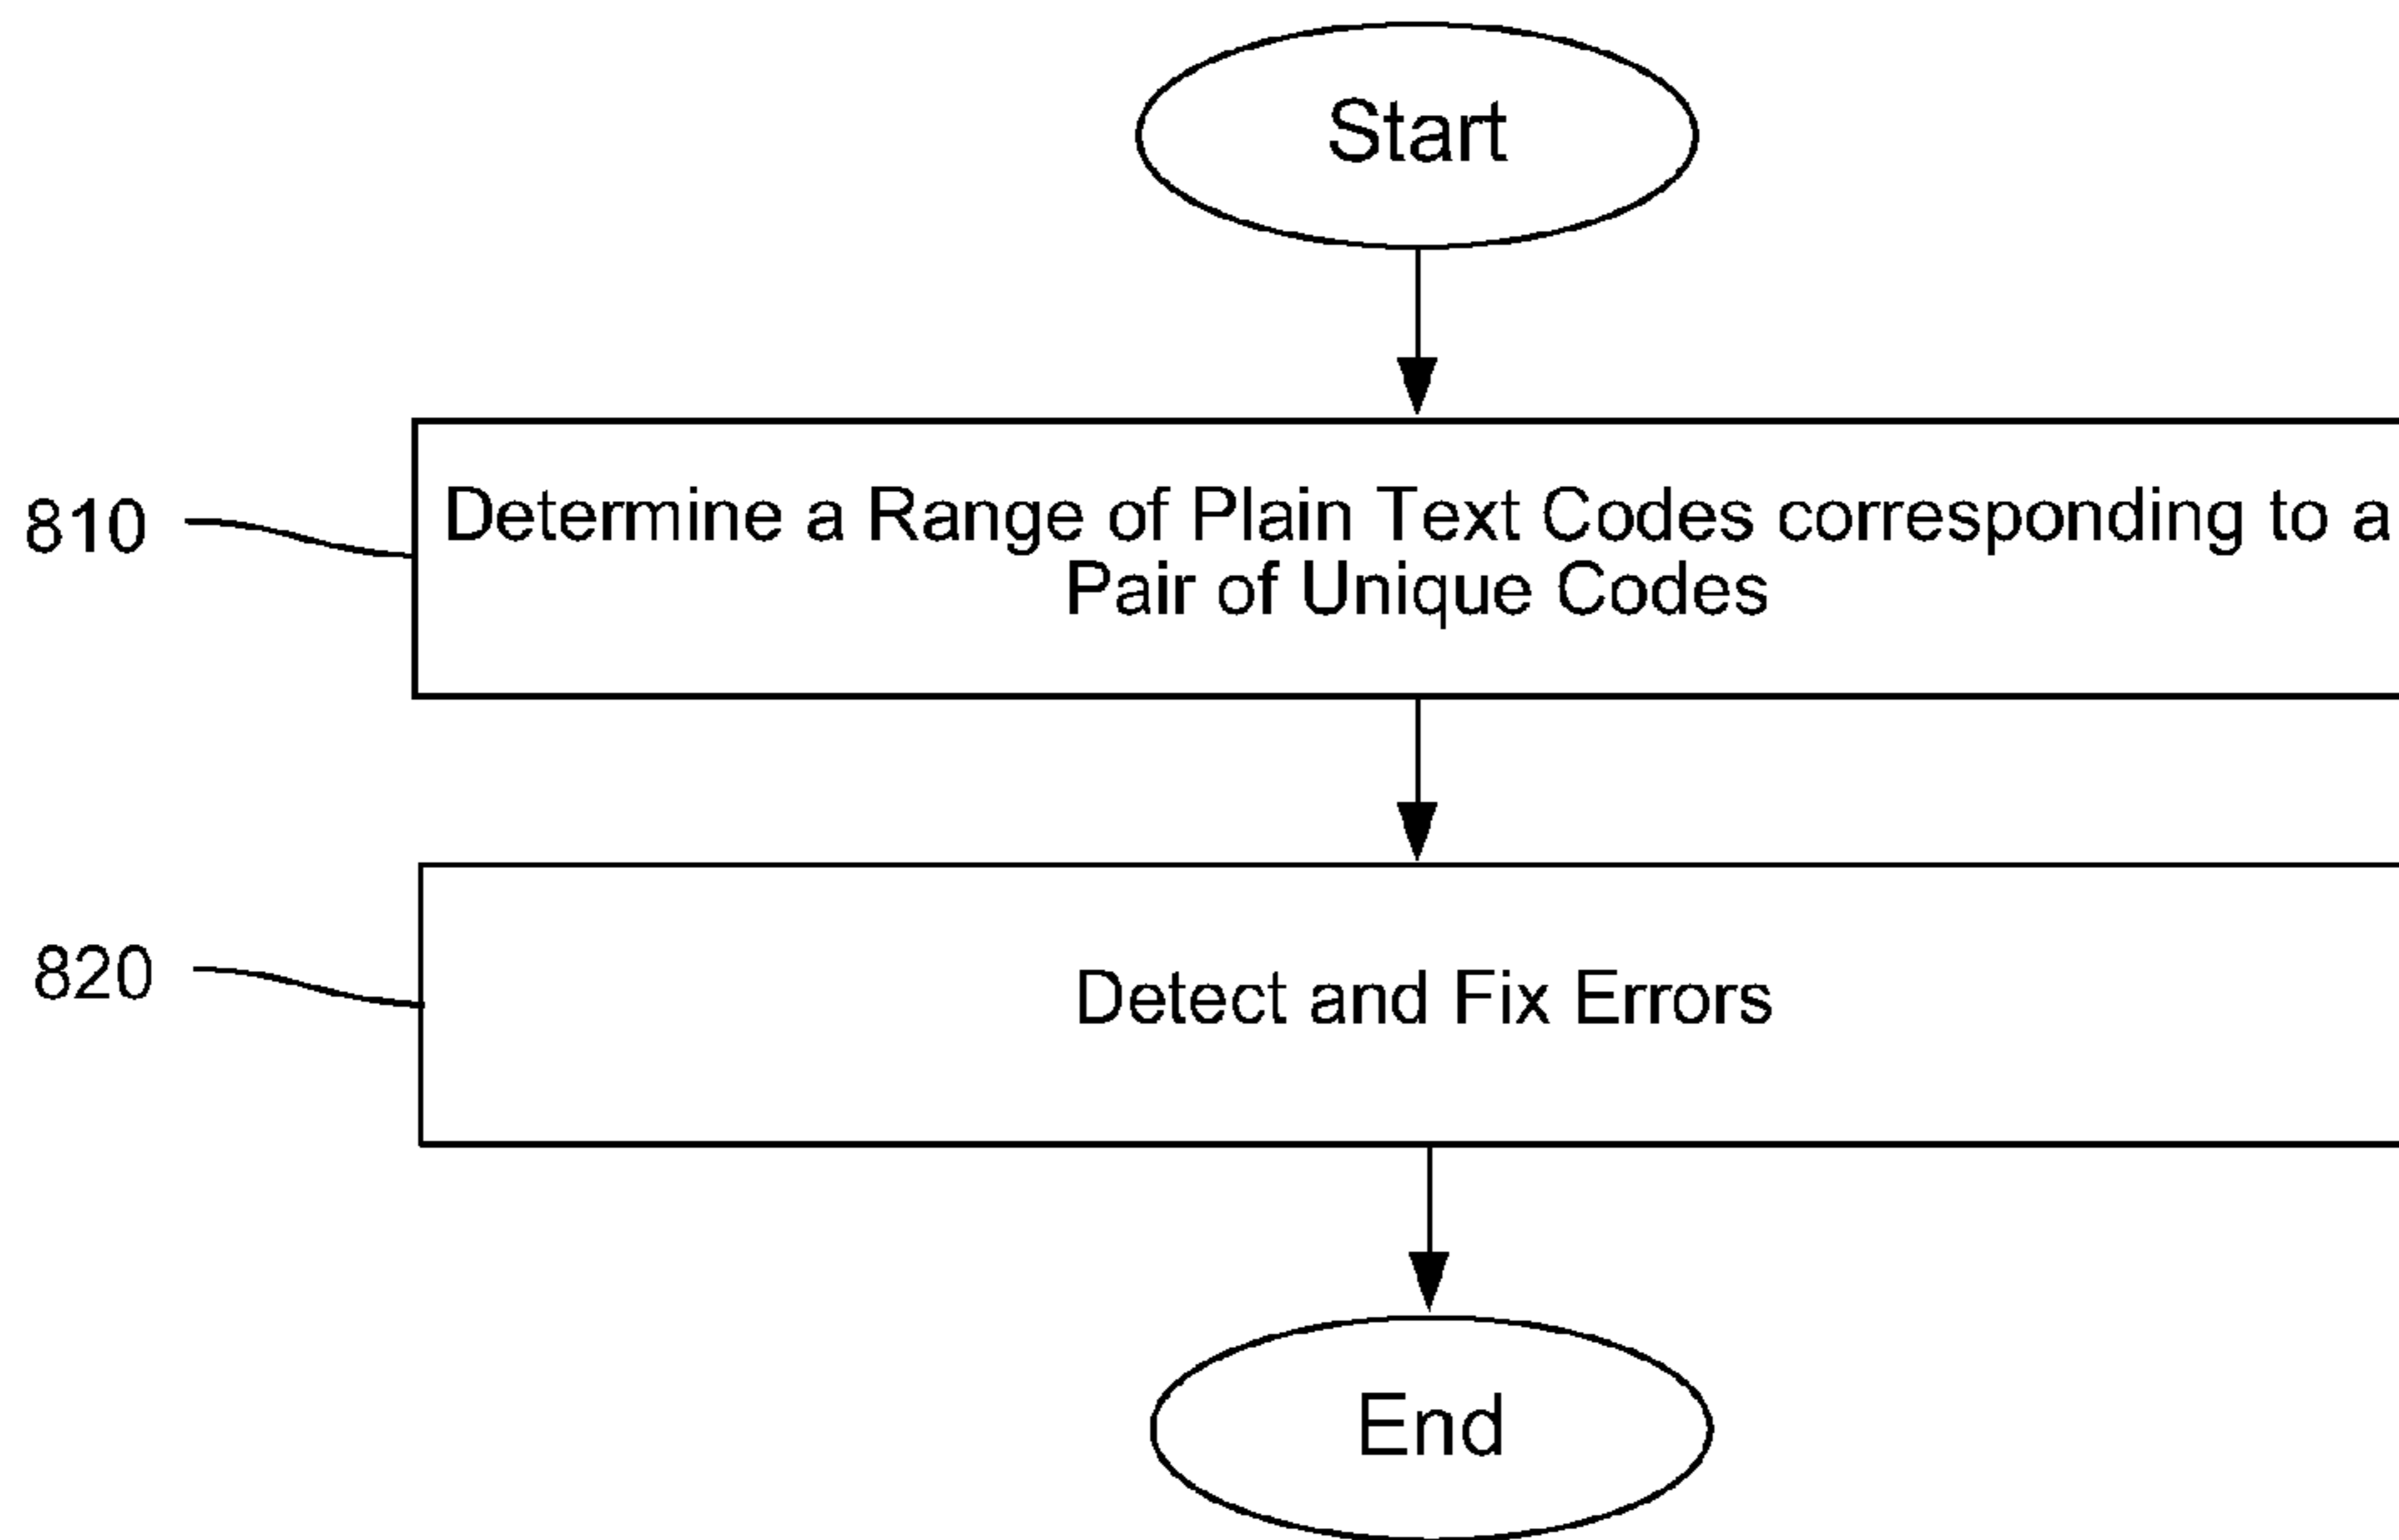 Start
810
Determine a Range of Plain Text Codes corresponding to a
Pair of Unique Codes
820
Detect and Fix Errors
End